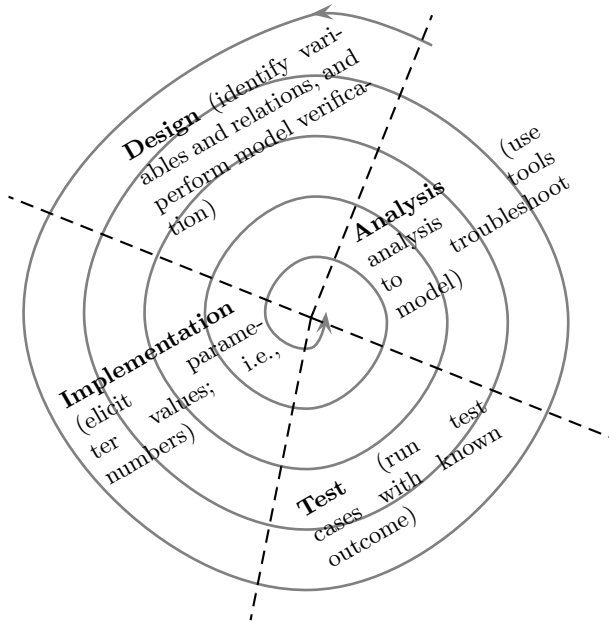 Design (identify vari-
ables and relations, and
perform model verifica-
tion)
Analysis (use
analysis tools
to troubleshoot
model)
Implementation
(elicit parame-
ter values; i.e.,
numbers)
Test (run test
cases with known
outcome)